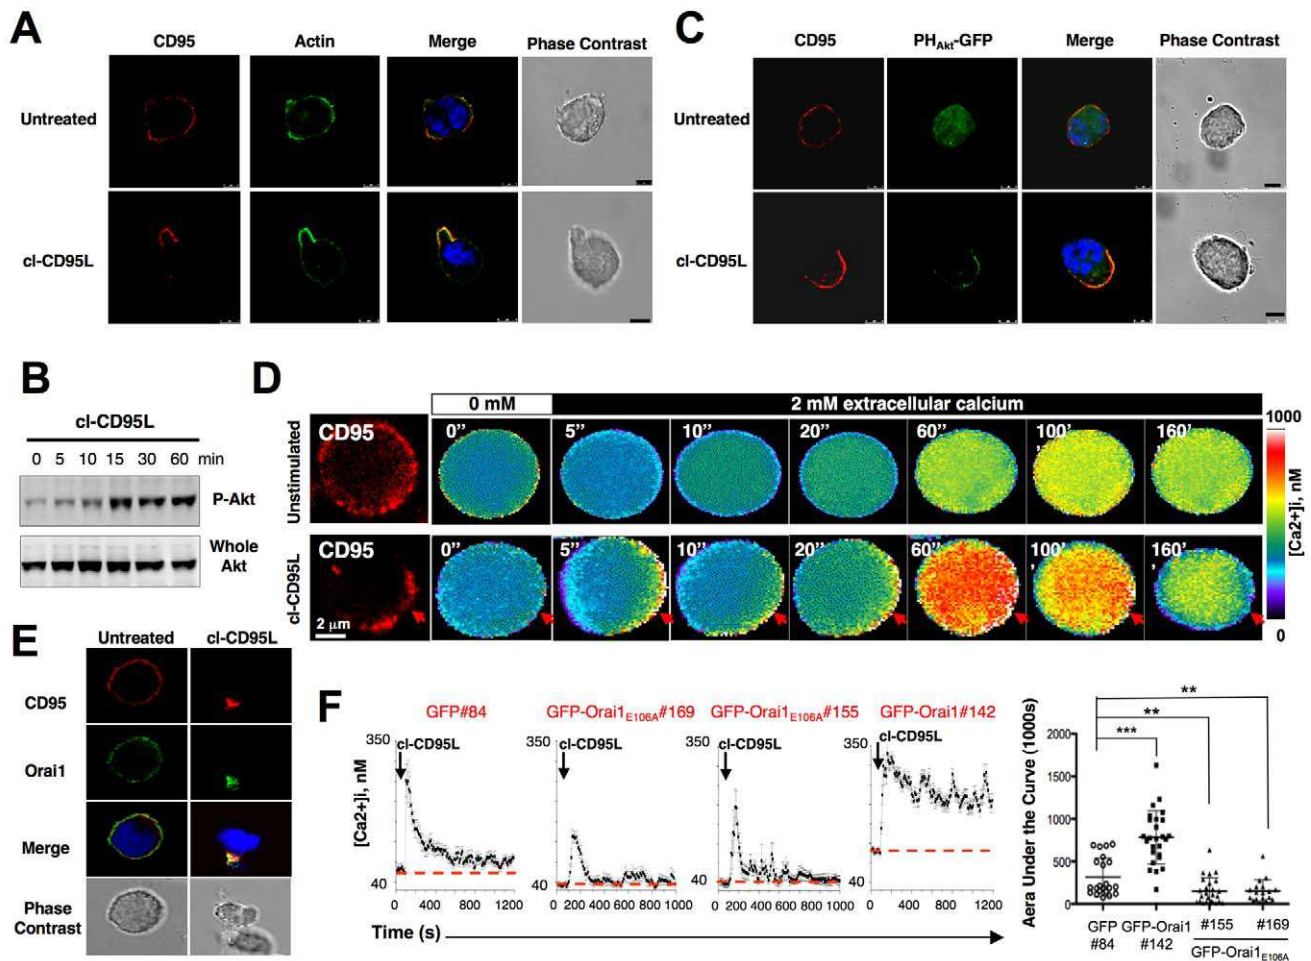 A
CD95
Actin
Merge
Phase Contrast
Untreated
cl-CD95L
C
CD95
PHAkt-GFP
Merge
Phase Contrast
Untreated
cl-CD95L
B
cl-CD95L
0 5 10 15 30 60 min
P-Akt
Whole
Akt
D
0 mM
2 mM extracellular calcium
Unstimulated
CD95
0’’
5’’
10’’
20’’
60’’
100’
160’
cl-CD95L
CD95
2 μm
0’’
5’’
10’’
20’’
60’’
100’
’
160’
’
1000
[Ca2+]i, nM
0
E
Untreated
cl-CD95L
CD95
Orai1
Merge
Phase
Contrast
F
GFP#84
GFP-Orai1E106A#169
GFP-Orai1E106A#155
GFP-Orai1#142
[Ca2+]i, nM
350
cl-CD95L
40
0 400 800 1200
350
cl-CD95L
40
0 200 400 600 800 1000
350
cl-CD95L
40
0 200 400 600 800 1000
350
cl-CD95L
40
0 400 800 1200
Time (s)
Aera Under the Curve (1000s)
**
**
***
2000
1500
1000
500
0
GFP
#84
GFP-Orai1
#142
#155
#169
GFP-Orai1E106A